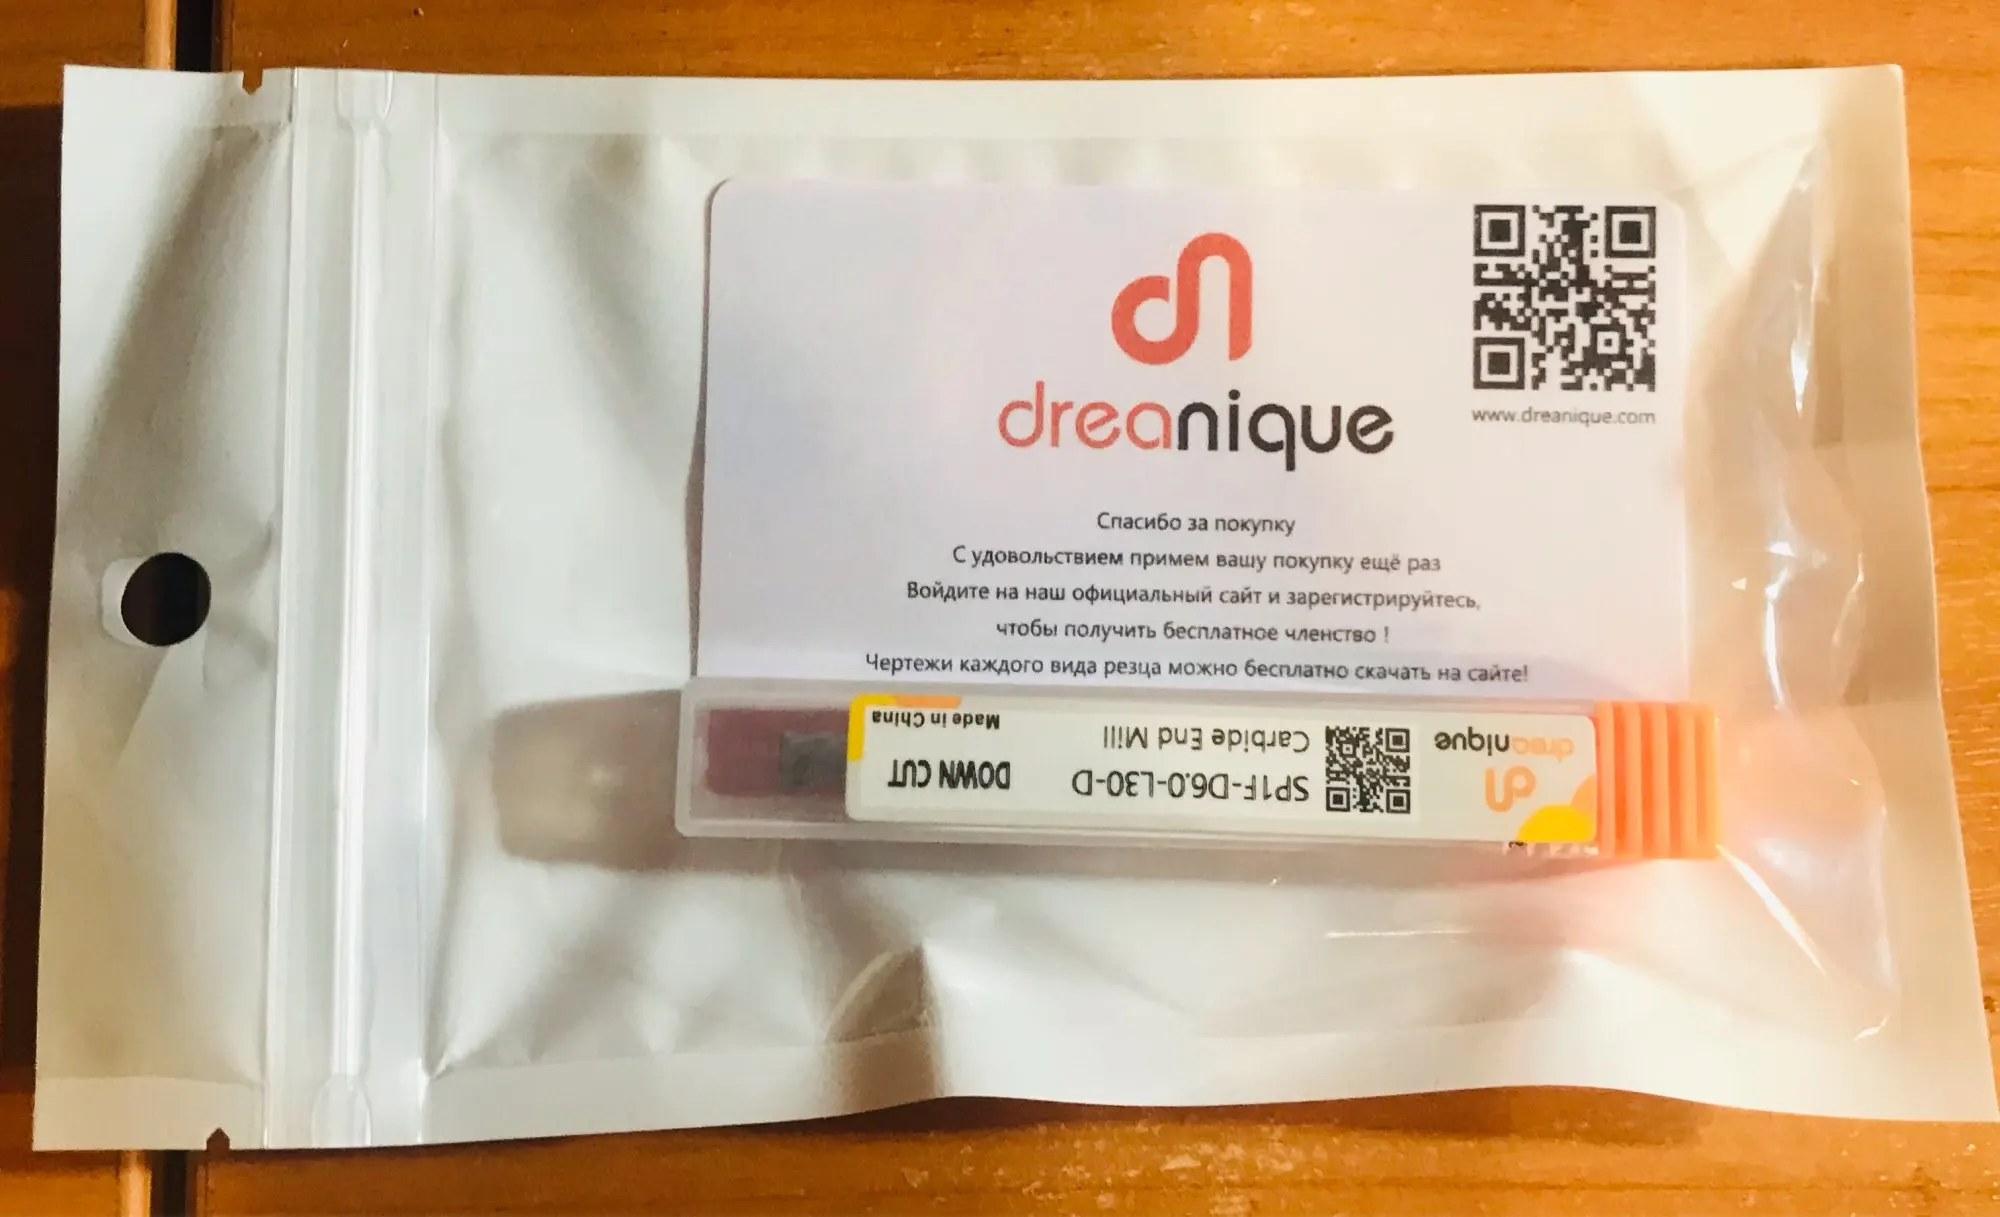 dreanique
www.dreanique.com
Спасибо за покупку
С удовольствием примем вашу покупку ещё раз
Войдите на наш официальный сайт и зарегистрируйтесь,
чтобы получить бесплатное членство !
Чертежи каждого вида резца можно бесплатно скачать на сайте!
dreanique
SP1F-D6.0-L30-D
Carbide End Mill
DOWN CUT
Made in China